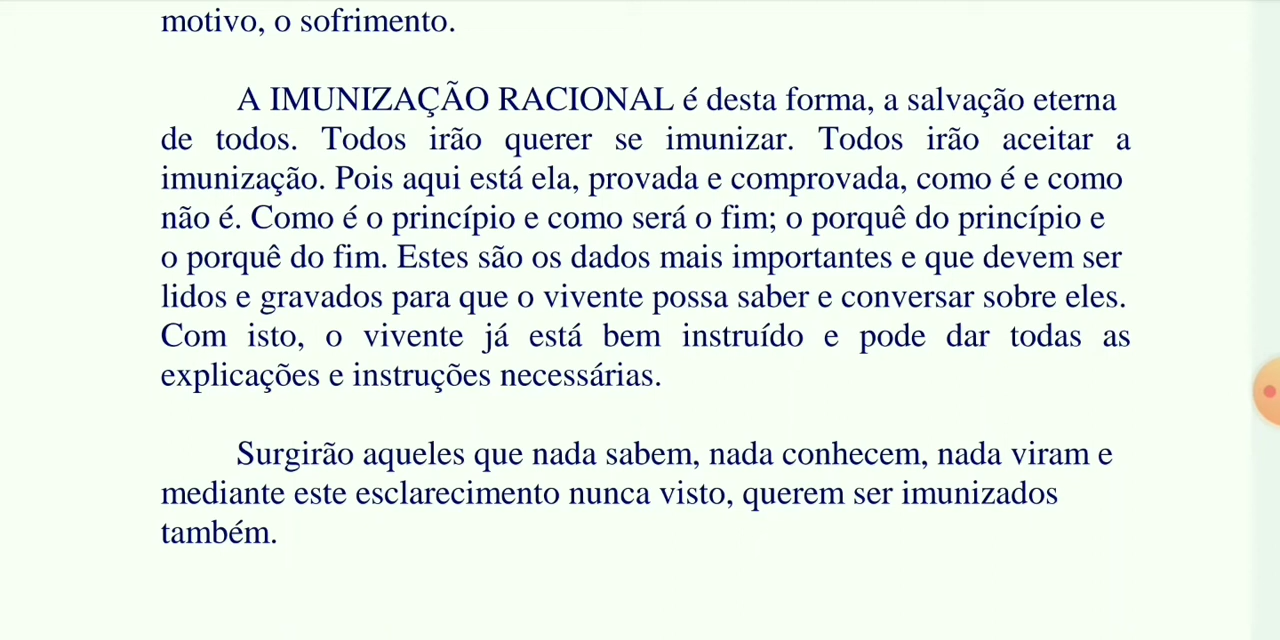 motivo, o sofrimento.
A IMUNIZAÇÃO RACIONAL é desta forma, a salvação eterna
de todos. Todos irão querer se imunizar. Todos irão aceitar a
imunização. Pois aqui está ela, provada e comprovada, como é e como
não é. Como é o princípio e como será o fim; o porquê do princípio e
o porquê do fim. Estes são os dados mais importantes e que devem ser
lidos e gravados para que o vivente possa saber e conversar sobre eles.
Com isto, o vivente já está bem instruído e pode dar todas as
explicações e instruções necessárias.
Surgirão aqueles que nada sabem, nada conhecem, nada viram e
mediante este esclarecimento nunca visto, querem ser imunizados
também.